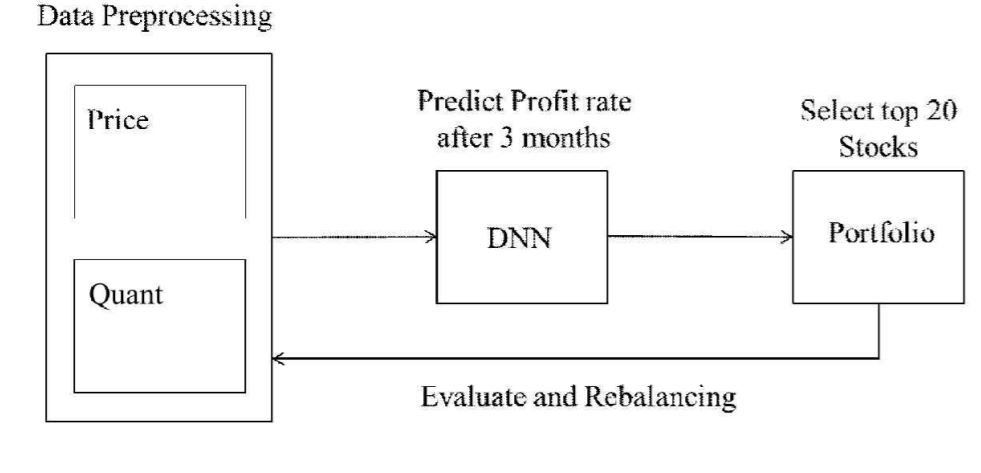 Data Preprocessing
Price
Quant
Predict Profit rate
after 3 months
DNN
Select top 20
Stocks
Portfolio
Evaluate and Rebalancing